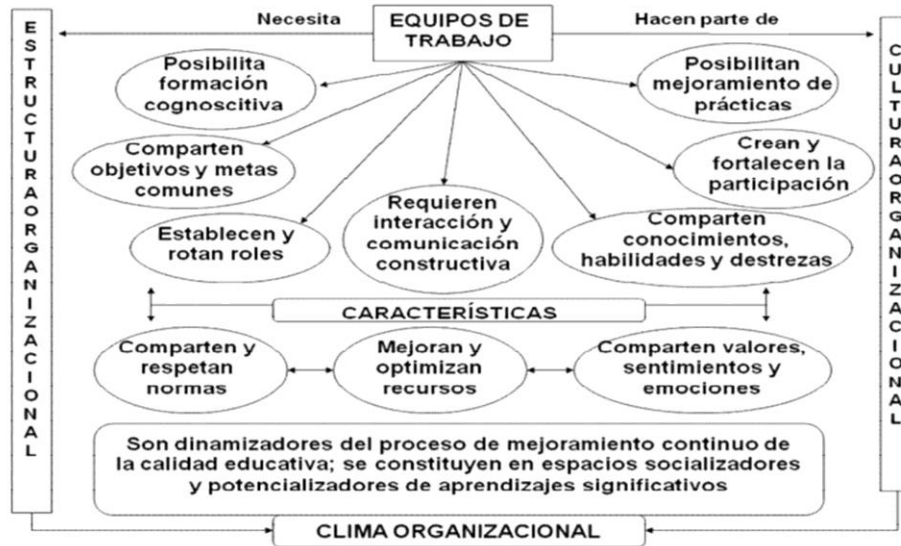 Necesita
EQUIPOS DE
TRABAJO
Hacen parte de
ESTRUCTURAORGANIZACIONAL
CULTURAORGANIZACIONAL
Posibilita
formación
cognoscitiva
Posibilitan
mejoramiento de
prácticas
Comparten
objetivos y metas
comunes
Crean y
fortalecen la
participación
Establecen y
rotan roles
Requieren
interacción y
comunicación
constructiva
Comparten
conocimientos,
habilidades y destrezas
CARACTERÍSTICAS
Comparten y
respetan
normas
Mejoran y
optimizan
recursos
Comparten valores,
sentimientos y
emociones
Son dinamizadores del proceso de mejoramiento continuo de
la calidad educativa; se constituyen en espacios socializadores
y potencializadores de aprendizajes significativos
CLIMA ORGANIZACIONAL